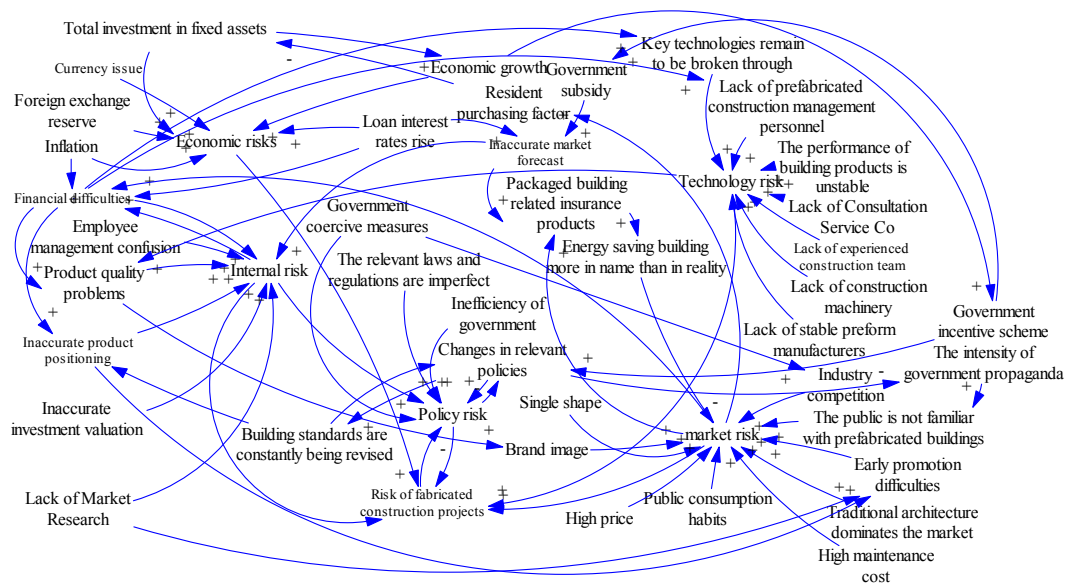 Total investment in fixed assets
Currency issue
Foreign exchange
reserve
Inflation
Economic risks
Financial difficulties
Employee
management confusion
Product quality
problems
Inaccurate product
positioning
Inaccurate
investment valuation
Lack of Market
Research
Internal risk
Loan interest
rates rise
Government
coercive measures
The relevant laws and
regulations are imperfect
Inefficiency of
government
Changes in relevant
policies
Policy risk
Building standards are
constantly being revised
Risk of fabricated
construction projects
Economic growth
Resident
purchasing factor
Government
subsidy
Inaccurate market
forecast
Packaged building
related insurance
products
Energy saving building
more in name than in reality
Single shape
Brand image
High price
Public consumption
habits
market risk
Key technologies remain
to be broken through
Lack of prefabricated
construction management
personnel
The performance of
building products is
unstable
Technology risk
Lack of Consultation
Service Co
Lack of experienced
construction team
Lack of construction
machinery
Lack of stable preform
manufacturers
Government
incentive scheme
The intensity of
government propaganda
Industry
competition
The public is not familiar
with prefabricated buildings
Early promotion
difficulties
Traditional architecture
dominates the market
High maintenance
cost